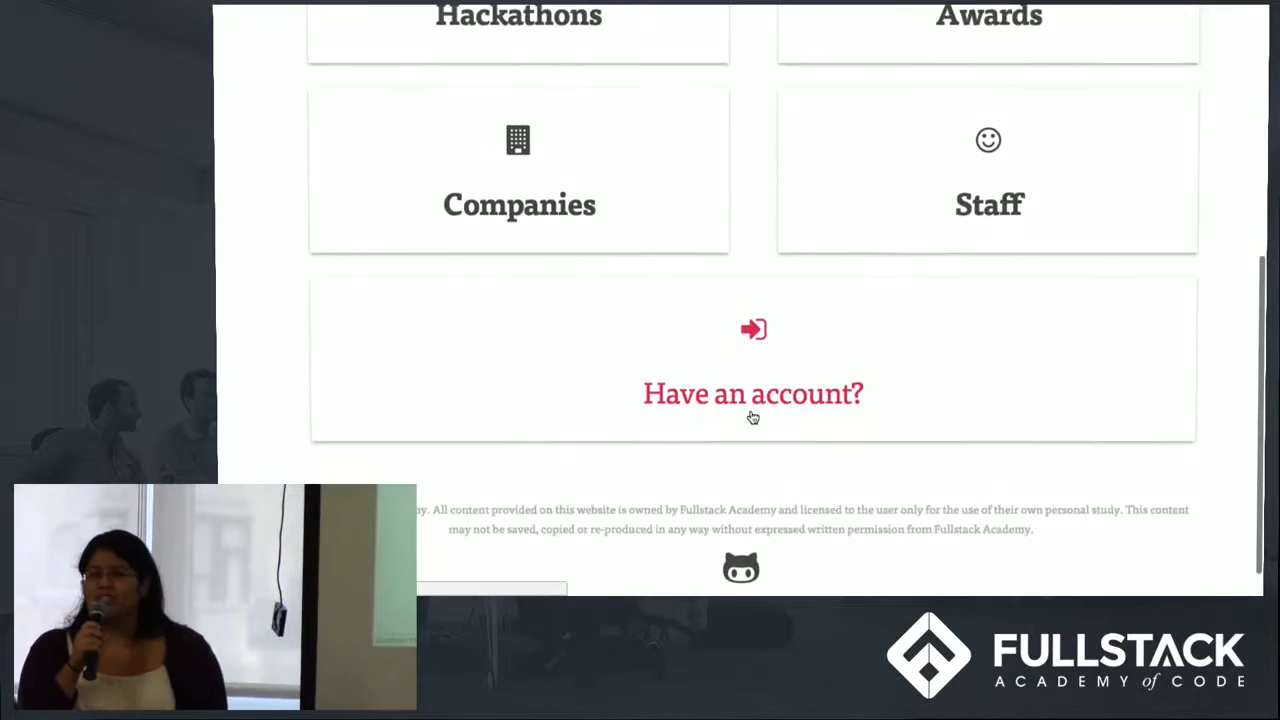 Hackathons
Awards
Companies
Staff
Have an account?
All content provided on this website is owned by Fullstack Academy and licensed to the user only for the use of their own personal study. This content
may not be saved, copied or re-produced in any way without expressed written permission from Fullstack Academy.
FULLSTACK
ACADEMY of CODE